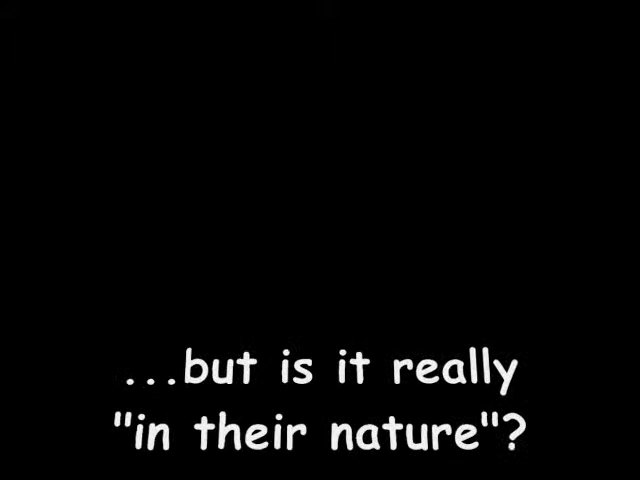 ...but is it really
"in their nature"?